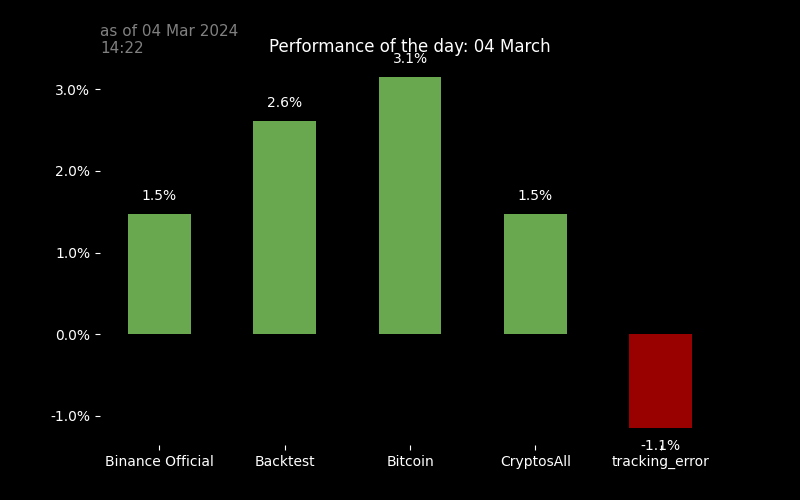 as of 04 Mar 2024
14:22
Performance of the day: 04 March
3.1%
3.0%
2.6%
2.0%
1.5%
1.5%
1.0%
0.0%
-1.0%
-1.1%
Binance Official
Backtest
Bitcoin
CryptosAll
tracking_error